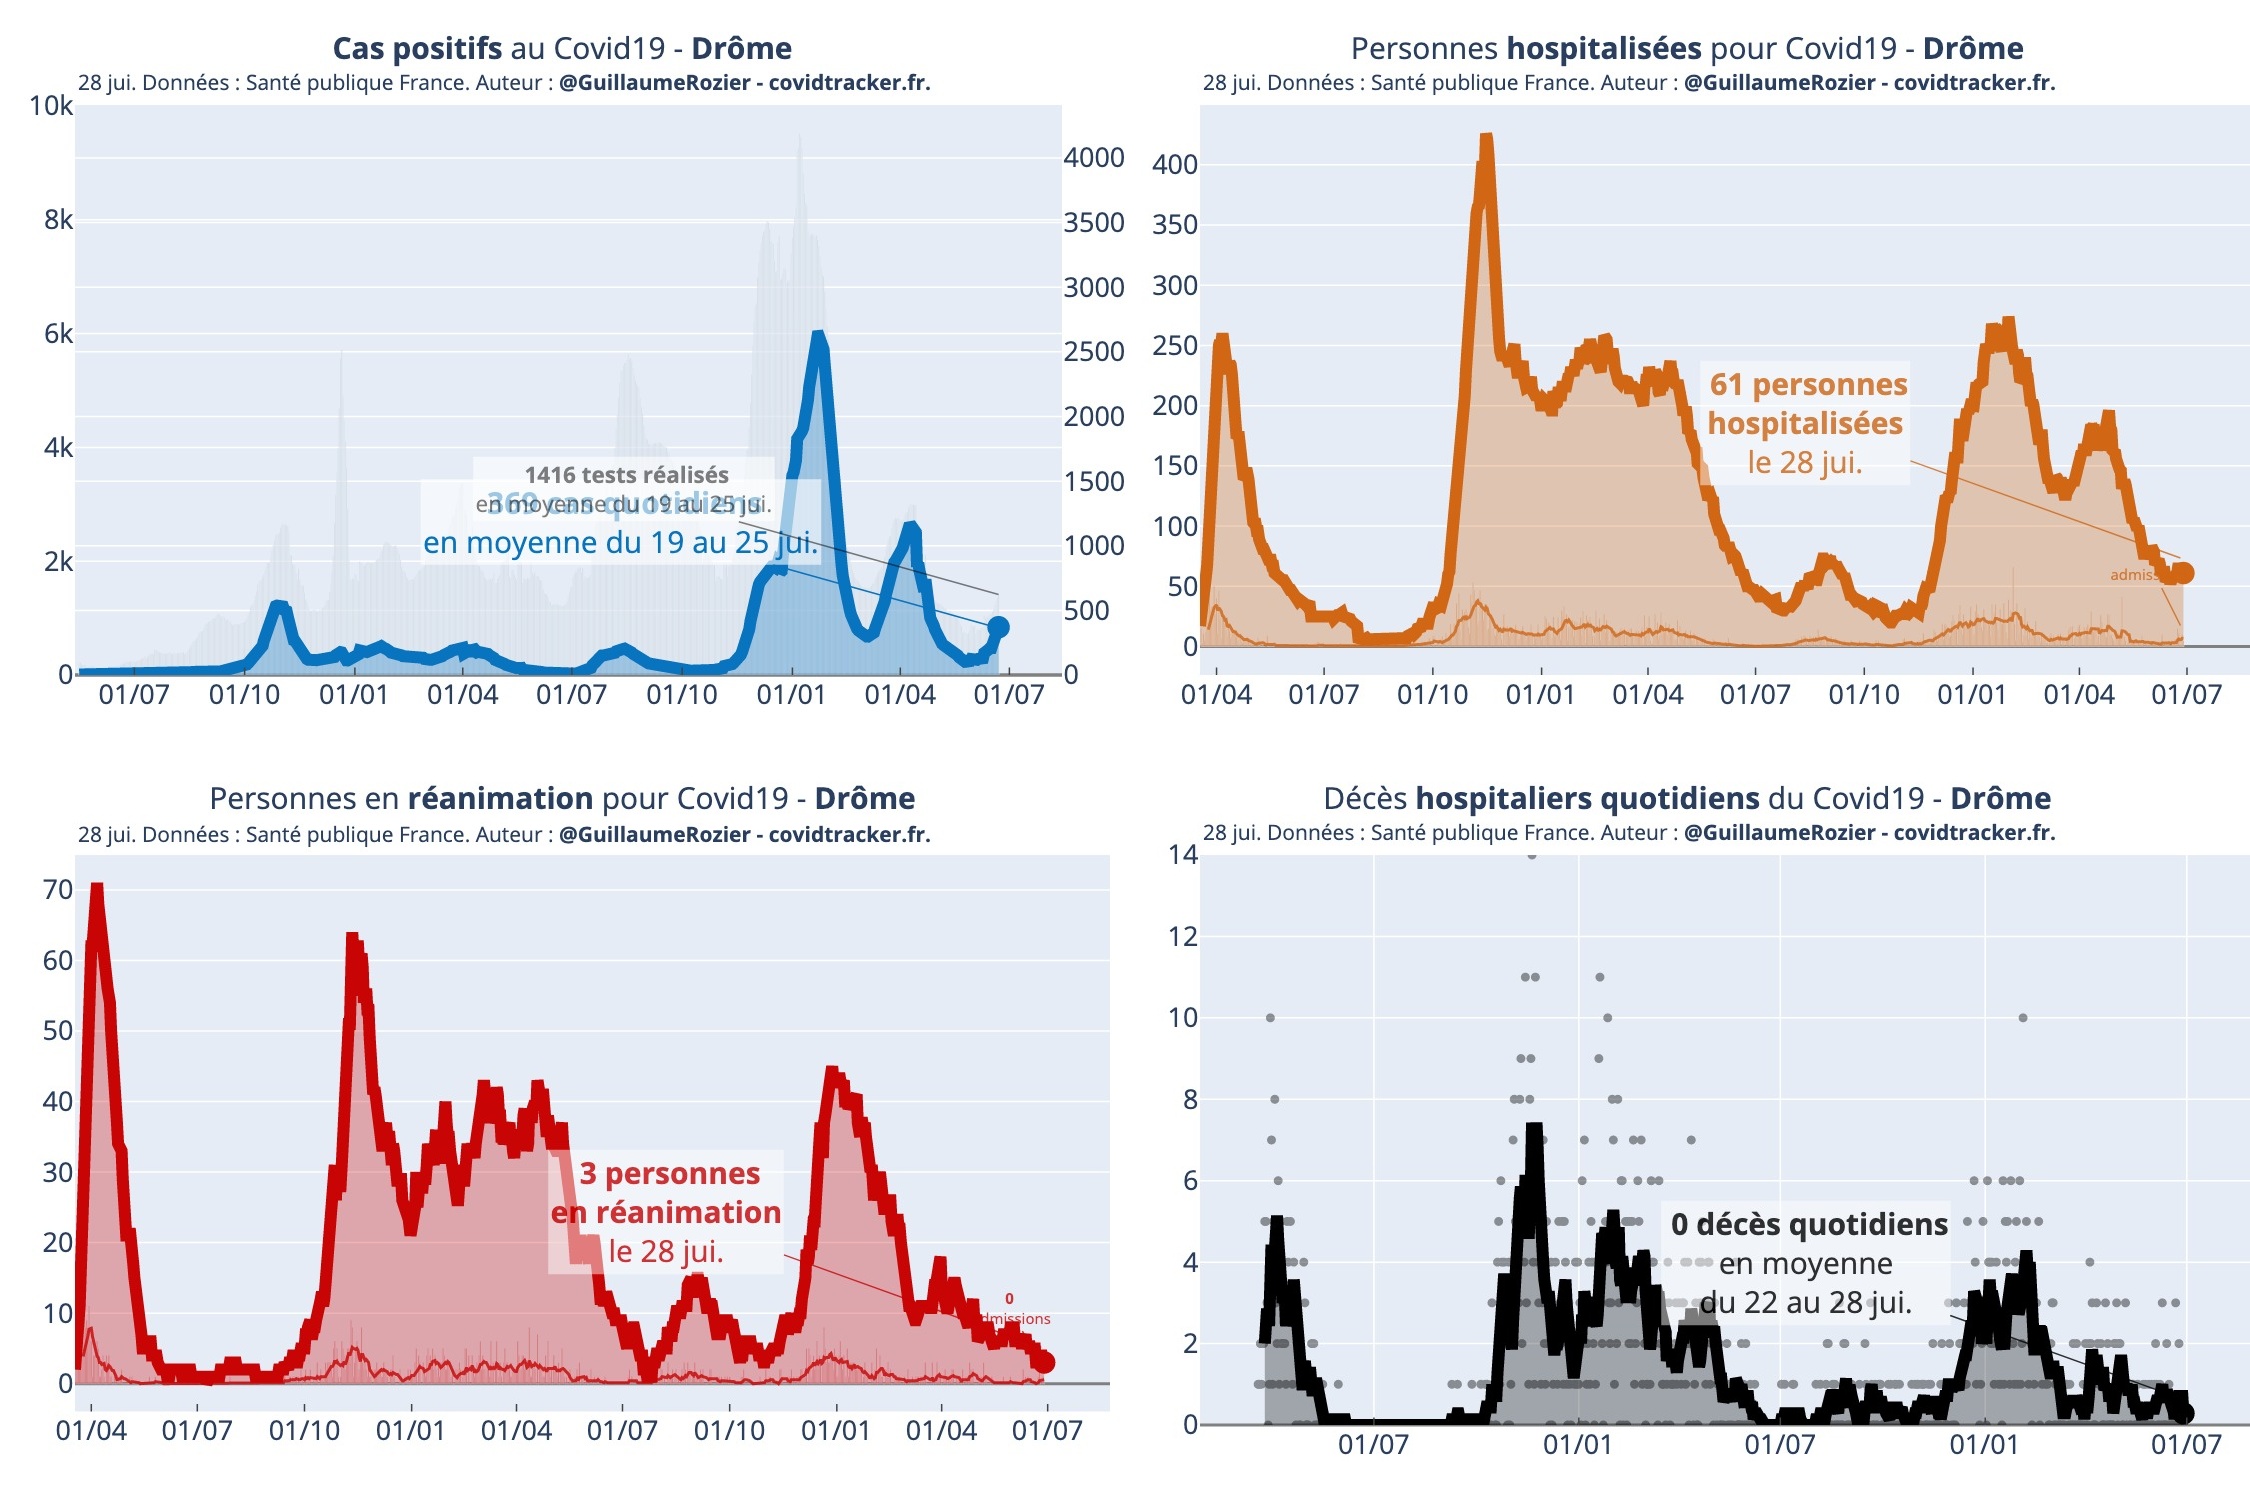 Cas positifs au Covid19 - Drôme
28 jui. Données : Santé publique France. Auteur : @GuillaumeRozier - covidtracker.fr.
10k
8k
6k
4k
2k
0
4000
3500
3000
2500
2000
1500
1000
500
0
1416 tests réalisés
en moyenne du 19 au 25 jui.
369 cas quotidiens
en moyenne du 19 au 25 jui.
01/07 01/10 01/01 01/04 01/07 01/10 01/01 01/04 01/07
Personnes hospitalisées pour Covid19 - Drôme
28 jui. Données : Santé publique France. Auteur : @GuillaumeRozier - covidtracker.fr.
400
350
300
250
200
150
100
50
0
61 personnes
hospitalisées
le 28 jui.
01/04 01/07 01/10 01/01 01/04 01/07 01/10 01/01 01/04 01/07
Personnes en réanimation pour Covid19 - Drôme
28 jui. Données : Santé publique France. Auteur : @GuillaumeRozier - covidtracker.fr.
70
60
50
40
30
20
10
0
3 personnes
en réanimation
le 28 jui.
0
admissions
01/04 01/07 01/10 01/01 01/04 01/07 01/10 01/01 01/04 01/07
Décès hospitaliers quotidiens du Covid19 - Drôme
28 jui. Données : Santé publique France. Auteur : @GuillaumeRozier - covidtracker.fr.
14
12
10
8
6
4
2
0
0 décès quotidiens
en moyenne
du 22 au 28 jui.
01/07 01/01 01/07 01/01 01/07